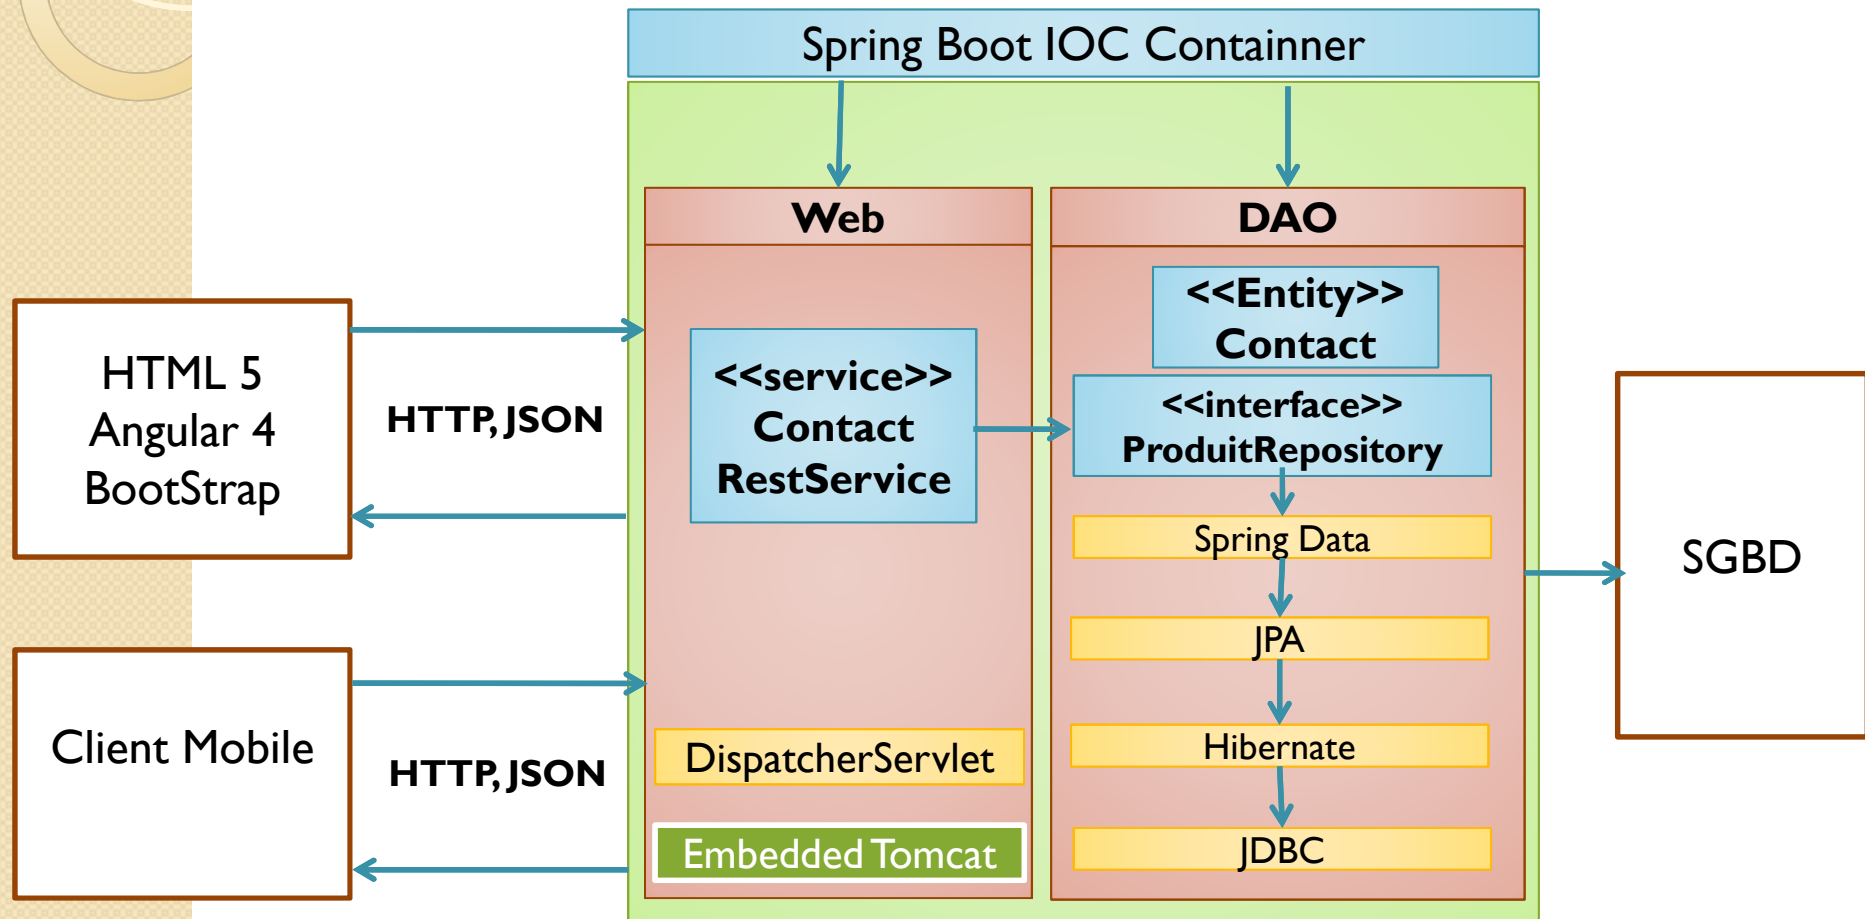 Spring Boot IOC Containner
Web
DAO
<<Entity>>
Contact
HTML 5
Angular 4
BootStrap
HTTP, JSON
<<service>>
Contact
RestService
<<interface>>
ProduitRepository
Spring Data
JPA
Hibernate
JDBC
SGBD
Client Mobile
HTTP, JSON
DispatcherServlet
Embedded Tomcat